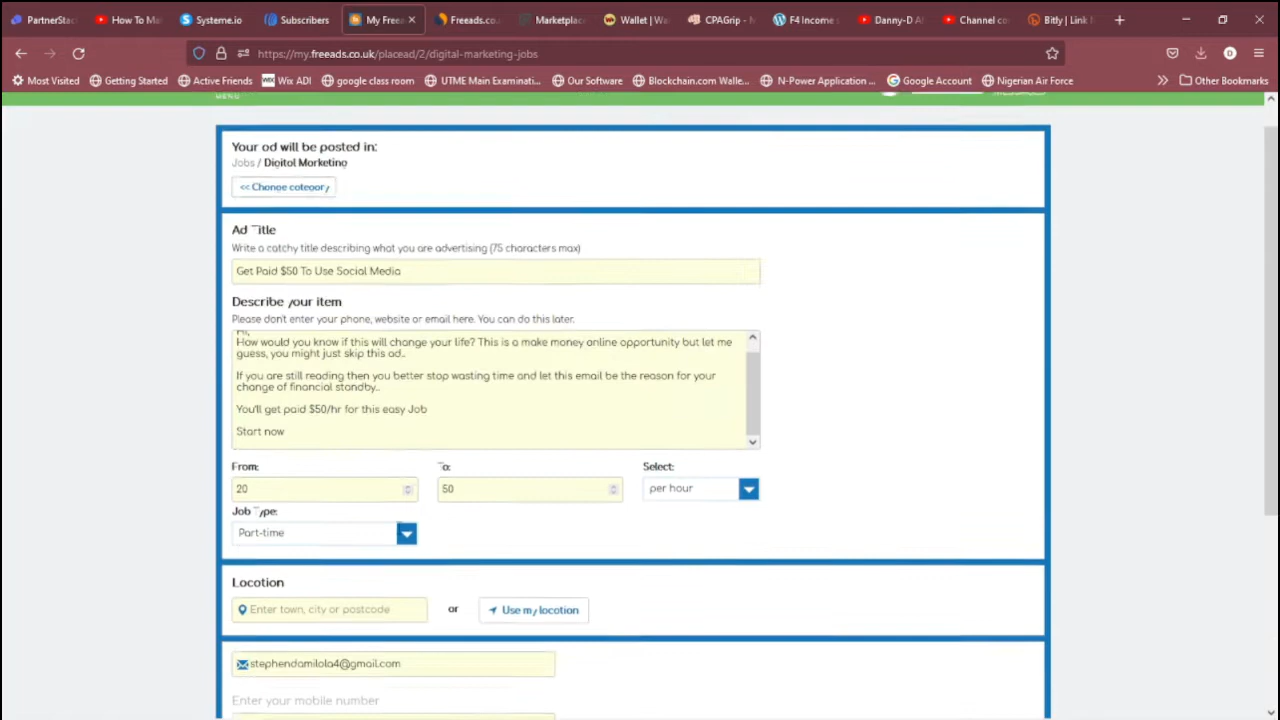 PartnerStac
How To Ma
Systeme.io
Subscribers
My Freea
Freeads.co.
Marketplace
Wallet | Wa
CPAGrip -
F4 Income s
Danny-D Af
Channel co
Bitly | Link
https://my.freeads.co.uk/placead/2/digital-marketing-jobs
Most Visited
Getting Started
Active Friends
Wix ADI
google class room
UTME Main Examinati...
Our Software
Blockchain.com Walle...
N-Power Application ...
Google Account
Nigerian Air Force
Other Bookmarks
MENU
Your ad will be posted in:
Jobs / Digital Marketing
<< Change category
Ad Title
Write a catchy title describing what you are advertising (75 characters max)
Get Paid $50 To Use Social Media
Describe your item
Please don't enter your phone, website or email here. You can do this later.
Hi,
How would you know if this will change your life? This is a make money online opportunity but let me
guess, you might just skip this ad..
If you are still reading then you better stop wasting time and let this email be the reason for your
change of financial standby..
You'll get paid $50/hr for this easy Job
Start now
From: To: Select:
20 50 per hour
Job Type:
Part-time
Location
Enter town, city or postcode or Use my location
stephendamilola4@gmail.com
Enter your mobile number